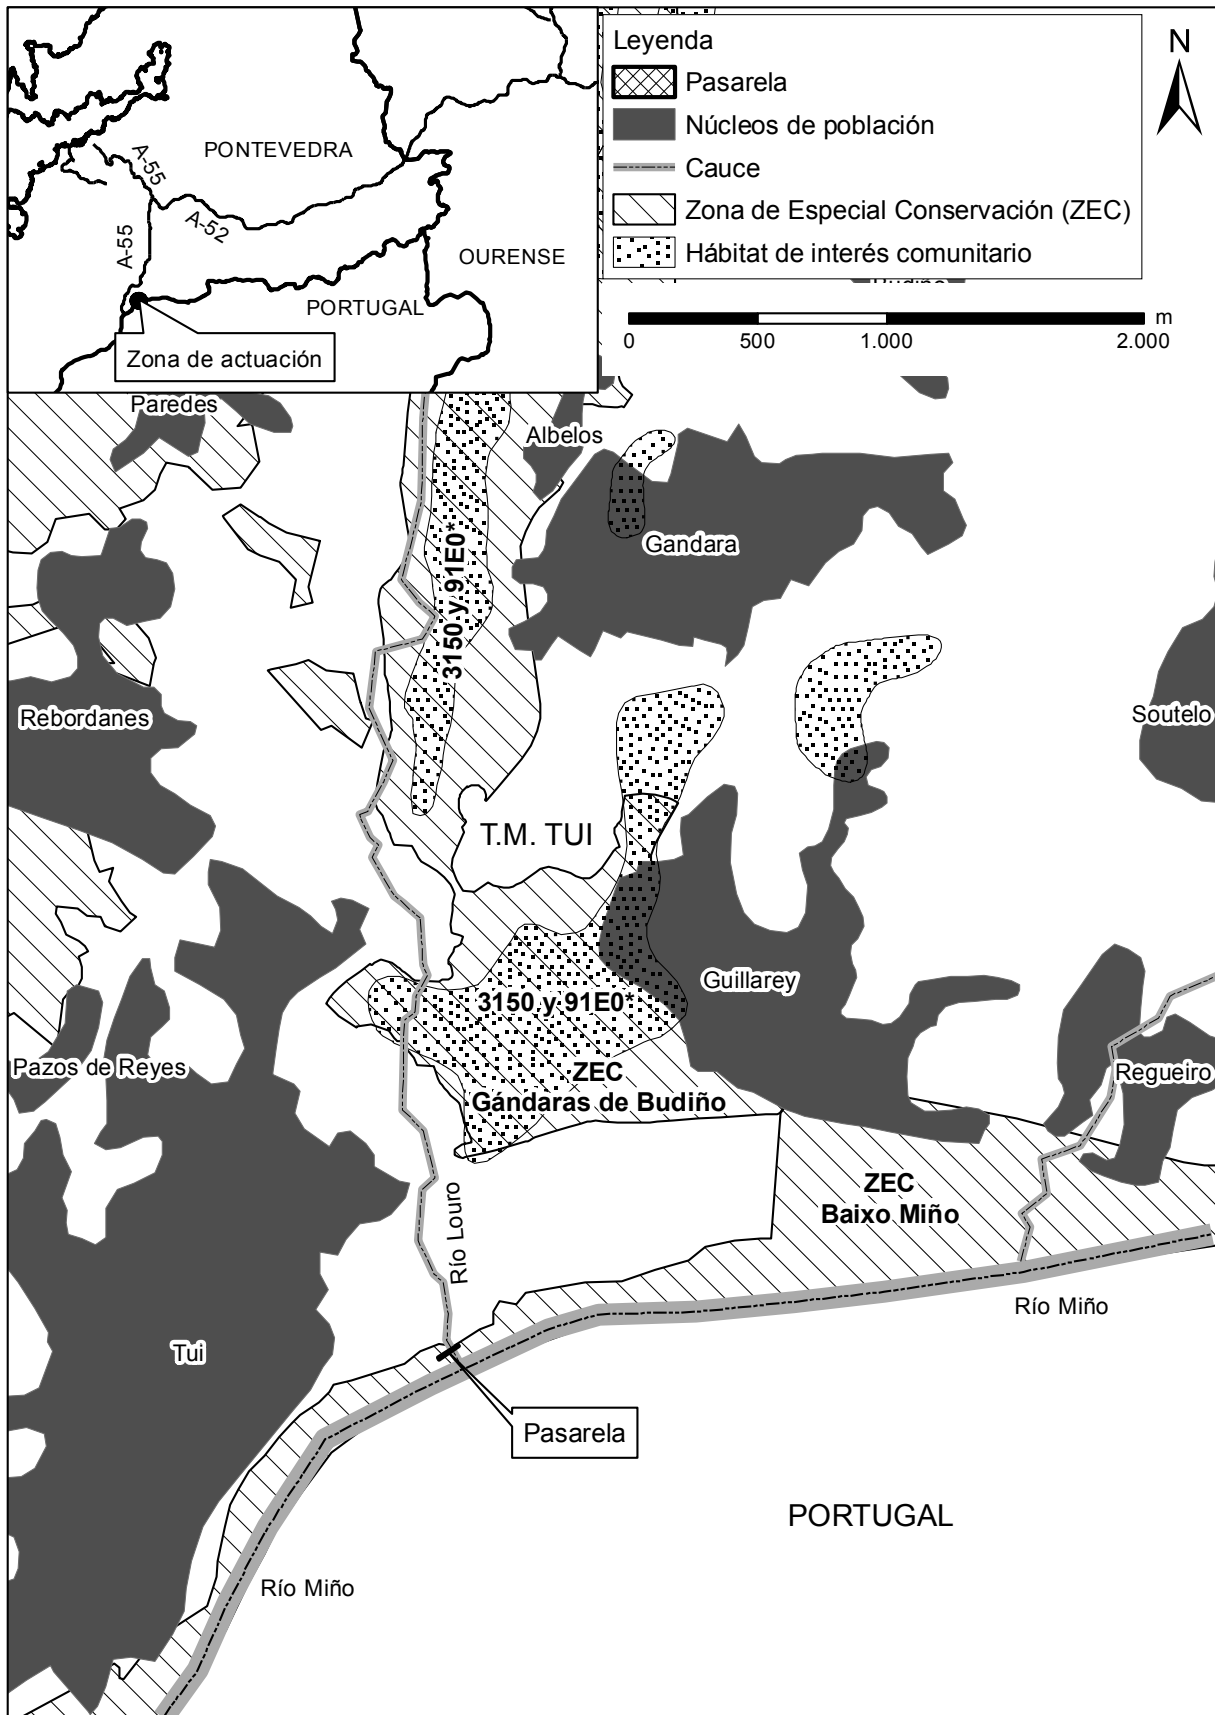 PONTEVEDRA
A-55
A-52
A-55
OURENSE
PORTUGAL
Zona de actuación
Leyenda
Pasarela
Núcleos de población
Cauce
Zona de Especial Conservación (ZEC)
Hábitat de interés comunitario
N
m
0 500 1.000 2.000
Paredes
Albelos
Gandara
3150 y 91E0*
Rebordanes
Soutelo
T.M. TUI
Guillarey
3150 y 91E0*
Pazos de Reyes
ZEC
Gándaras de Budiño
Regueiro
ZEC
Baixo Miño
Río Louro
Río Miño
Tui
Pasarela
PORTUGAL
Río Miño